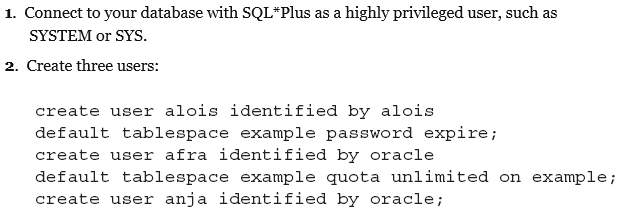 1. Connect to your database with SQL*Plus as a highly privileged user, such as
SYSTEM or SYS.
2. Create three users:
create user alois identified by alois
default tablespace example password expire;
create user afra identified by oracle
default tablespace example quota unlimited on example;
create user anja identified by oracle;